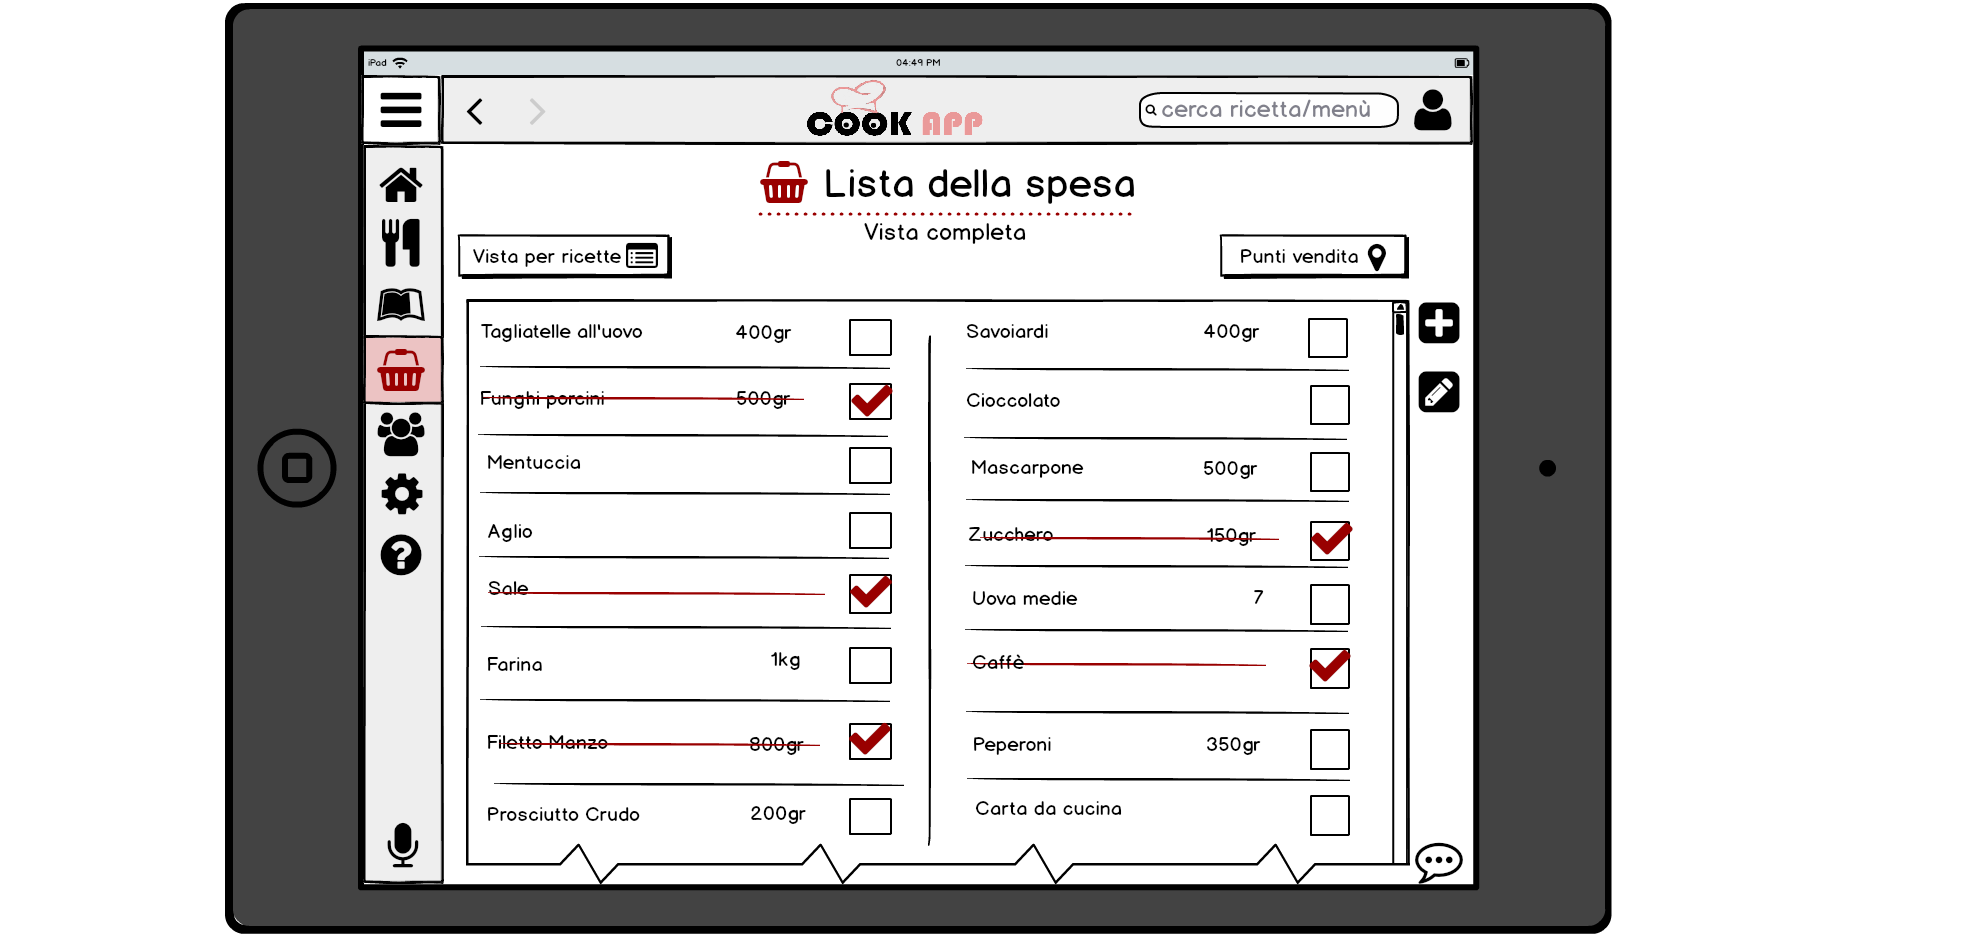 iPad
04:49 PM
COOK APP
cerca ricetta/menù
Lista della spesa
Vista completa
Vista per ricette
Punti vendita
Tagliatelle all'uovo 400gr
Funghi porcini 500gr
Mentuccia
Aglio
Sale
Farina 1kg
Filetto Manzo 800gr
Prosciutto Crudo 200gr
Savoiardi 400gr
Cioccolato
Mascarpone 500gr
Zucchero 150gr
Uova medie 7
Caffè
Peperoni 350gr
Carta da cucina